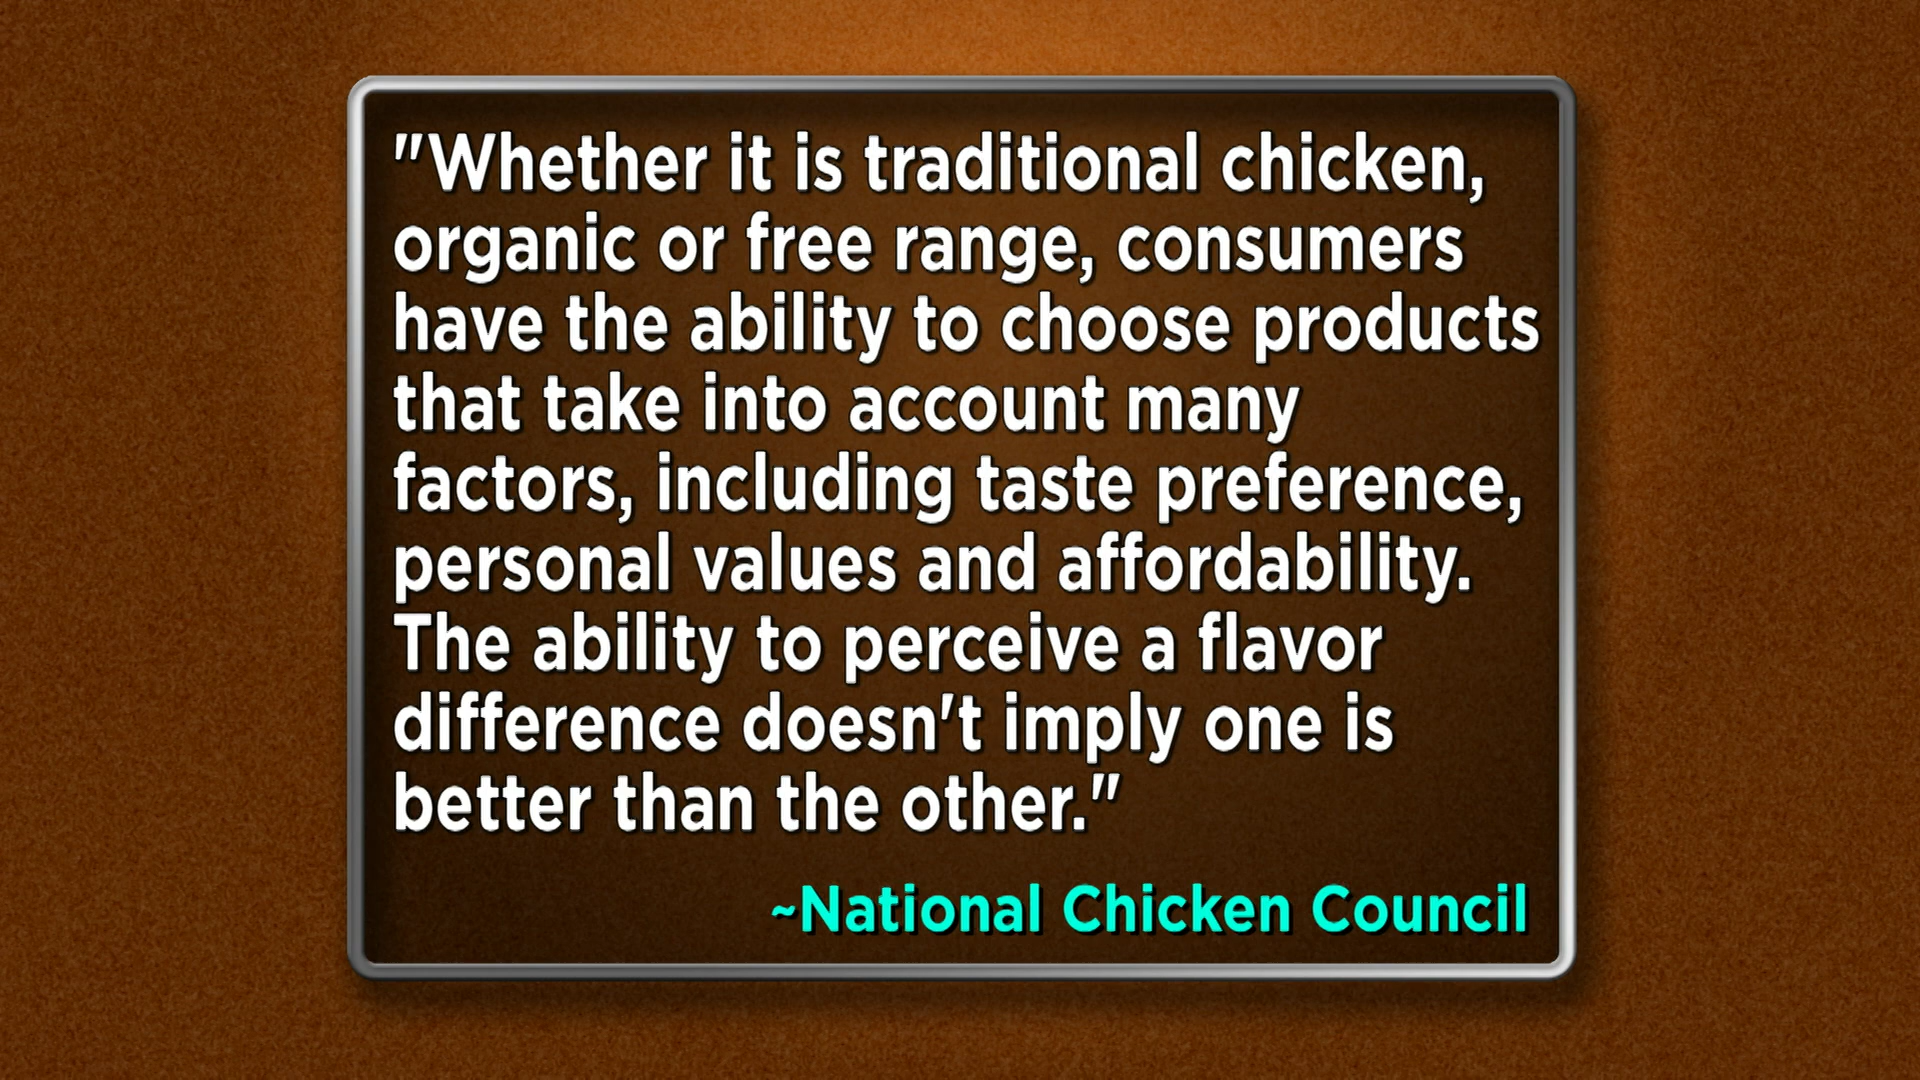 "Whether it is traditional chicken,
organic or free range, consumers
have the ability to choose products
that take into account many
factors, including taste preference,
personal values and affordability.
The ability to perceive a flavor
difference doesn't imply one is
better than the other."
~National Chicken Council